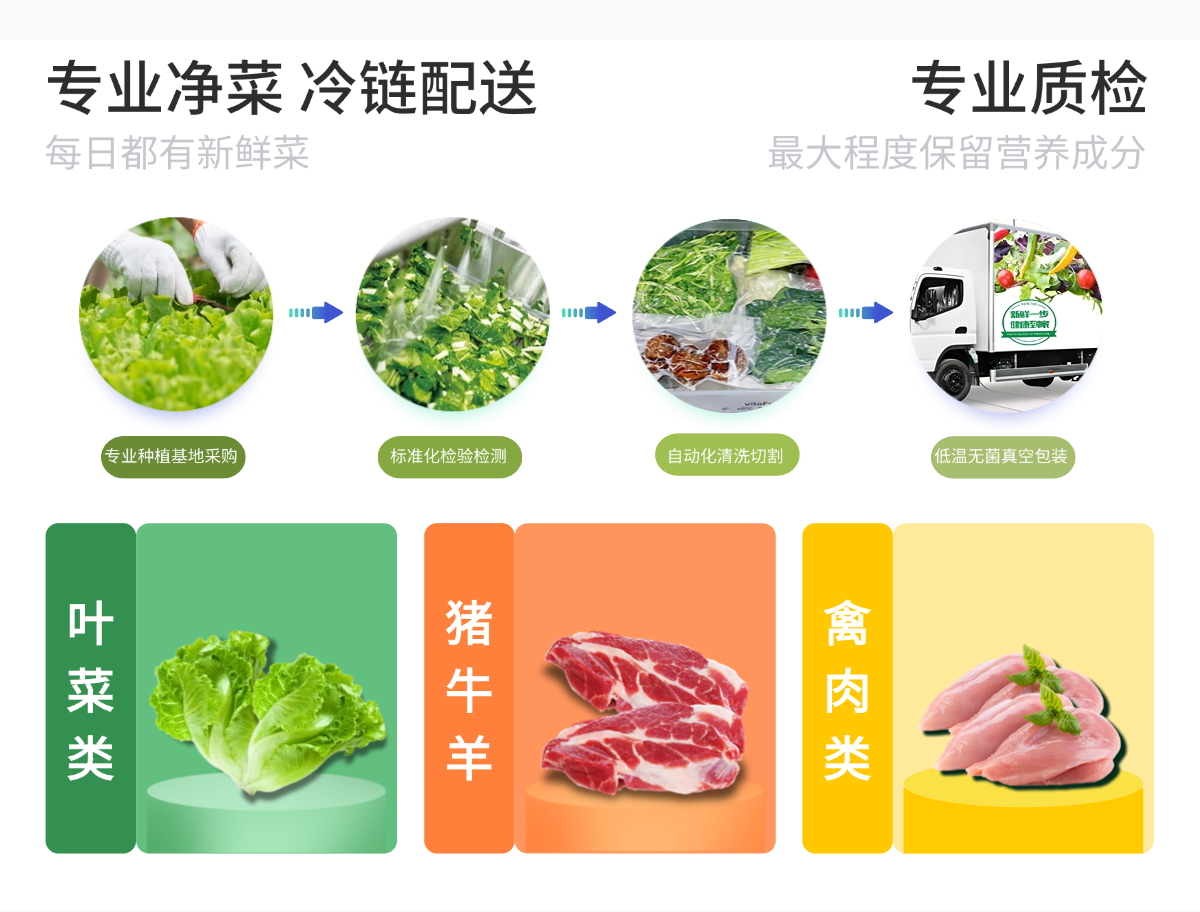 专业净菜 冷链配送
每日都有新鲜菜
专业质检
最大程度保留营养成分
新鲜一步
健康到家
专业种植基地采购
标准化检验检测
自动化清洗切割
低温无菌真空包装
叶菜类
猪牛羊
禽肉类